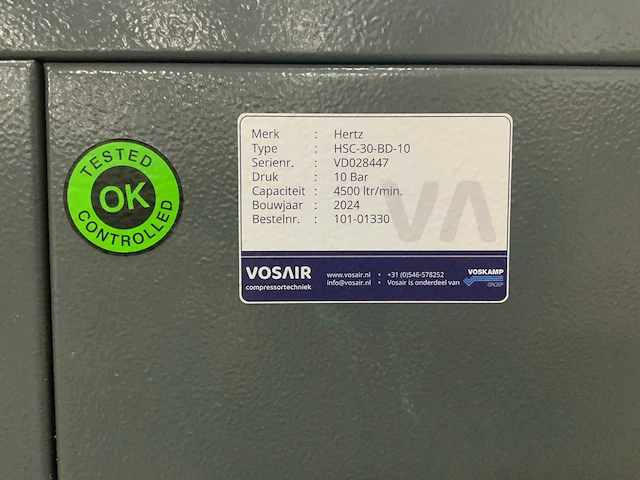 TESTED
OK
CONTROLLED
Merk : Hertz
Type : HSC-30-BD-10
Serienr. : VD028447
Druk : 10 Bar
Capaciteit : 4500 ltr/min.
Bouwjaar : 2024
Bestelnr. : 101-01330
VA
VOSAIR
compressortechniek
www.vosair.nl • +31 (0)546-578252
info@vosair.nl • Vosair is onderdeel van
VOSKAMP
GROEP